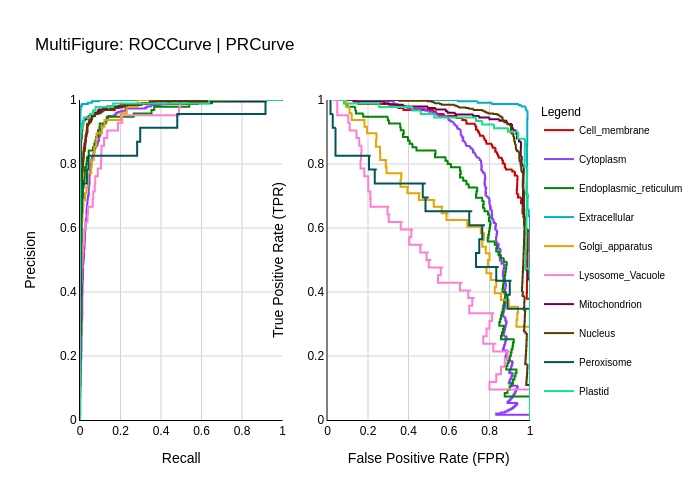 MultiFigure: ROCCurve | PRCurve
Precision
1
0.8
0.6
0.4
0.2
0
0 0.2 0.4 0.6 0.8 1
Recall
True Positive Rate (TPR)
1
0.8
0.6
0.4
0.2
0
0 0.2 0.4 0.6 0.8 1
False Positive Rate (FPR)
Legend
Cell_membrane
Cytoplasm
Endoplasmic_reticulum
Extracellular
Golgi_apparatus
Lysosome_Vacuole
Mitochondrion
Nucleus
Peroxisome
Plastid